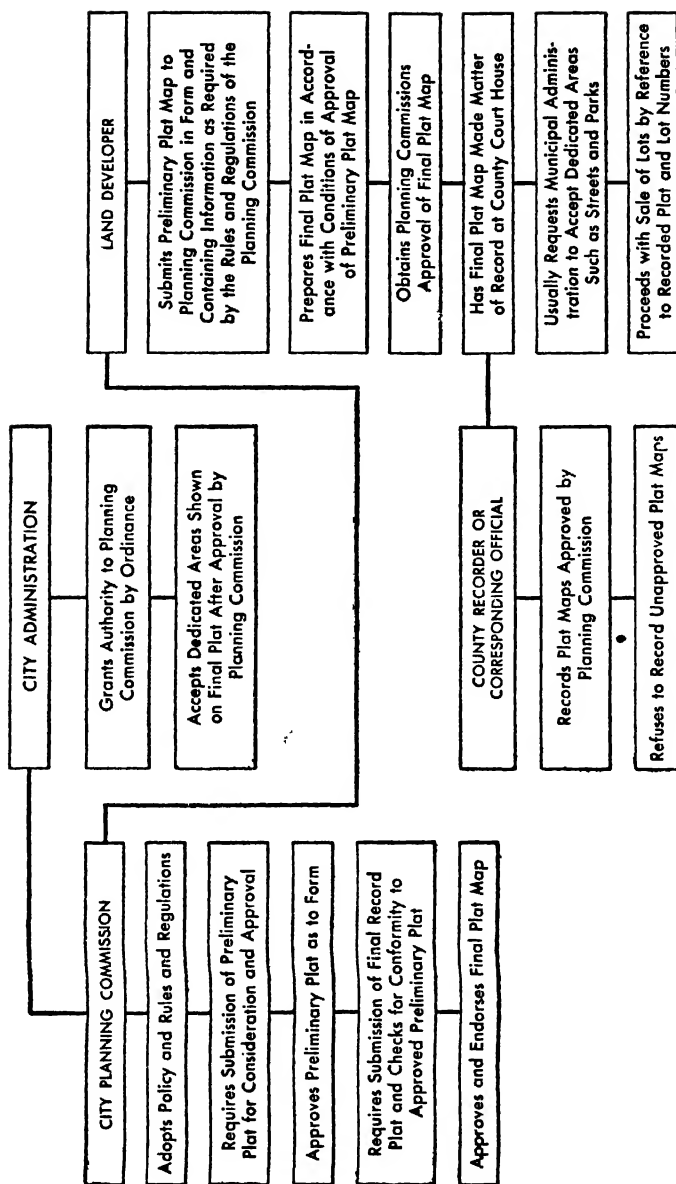 CITY ADMINISTRATION
Grants Authority to Planning
Commission by Ordinance
Accepts Dedicated Areas Shown
on Final Plat After Approval by
Planning Commission
CITY PLANNING COMMISSION
Adopts Policy and Rules and Regulations
Requires Submission of Preliminary
Plat for Consideration and Approval
Approves Preliminary Plat as to Form
Requires Submission of Final Record
Plat and Checks for Conformity to
Approved Preliminary Plat
Approves and Endorses Final Plat Map
LAND DEVELOPER
Submits Preliminary Plat Map to
Planning Commission in Form and
Containing Information as Required
by the Rules and Regulations of the
Planning Commission
Prepares Final Plat Map in Accord-
ance with Conditions of Approval
of Preliminary Plat Map
Obtains Planning Commissions
Approval of Final Plat Map
Has Final Plat Map Made Matter
of Record at County Court House
Usually Requests Municipal Adminis-
tration to Accept Dedicated Areas
Such as Streets and Parks
Proceeds with Sale of Lots by Reference
to Recorded Plat and Lot Numbers
COUNTY RECORDER OR
CORRESPONDING OFFICIAL
Records Plat Maps Approved by
Planning Commission
Refuses to Record Unapproved Plat Maps